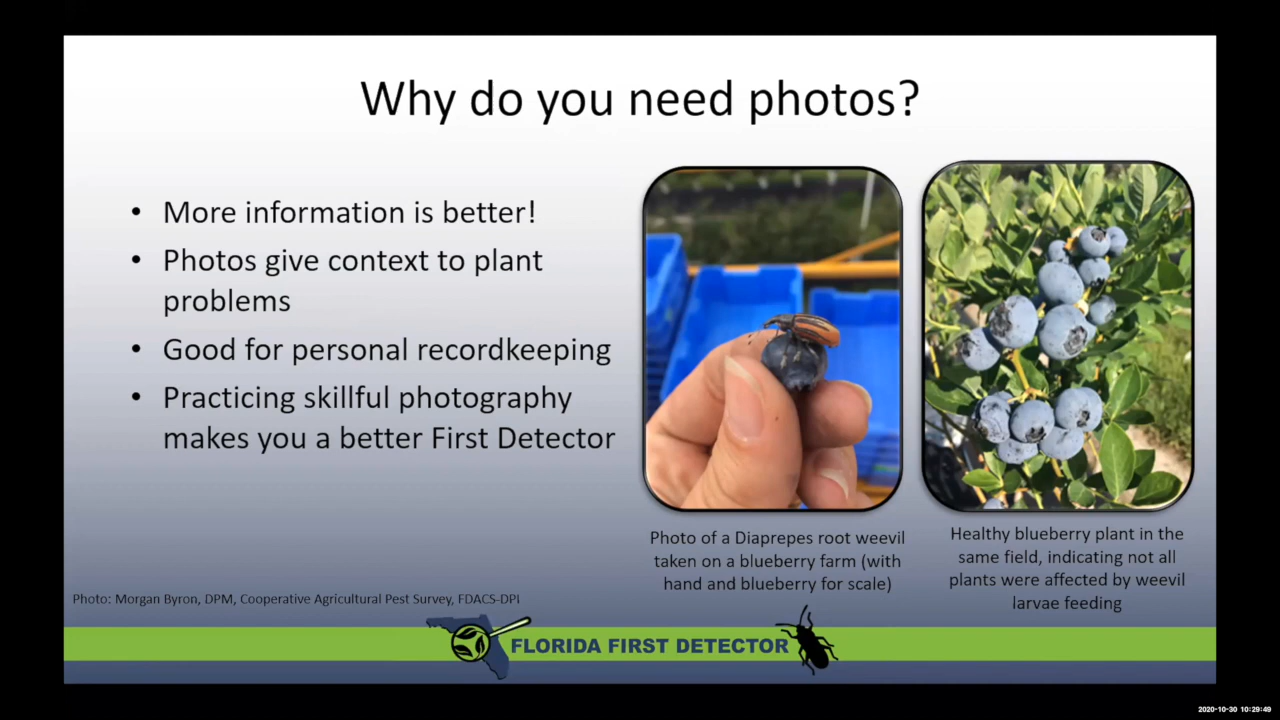 Why do you need photos?
• More information is better!
• Photos give context to plant
problems
• Good for personal recordkeeping
• Practicing skillful photography
makes you a better First Detector
Photo of a Diaprepes root weevil
taken on a blueberry farm (with
hand and blueberry for scale)
Healthy blueberry plant in the
same field, indicating not all
plants were affected by weevil
larvae feeding
Photo: Morgan Byron, DPM, Cooperative Agricultural Pest Survey, FDACS-DPI
FLORIDA FIRST DETECTOR
2020-10-30 10:29:49